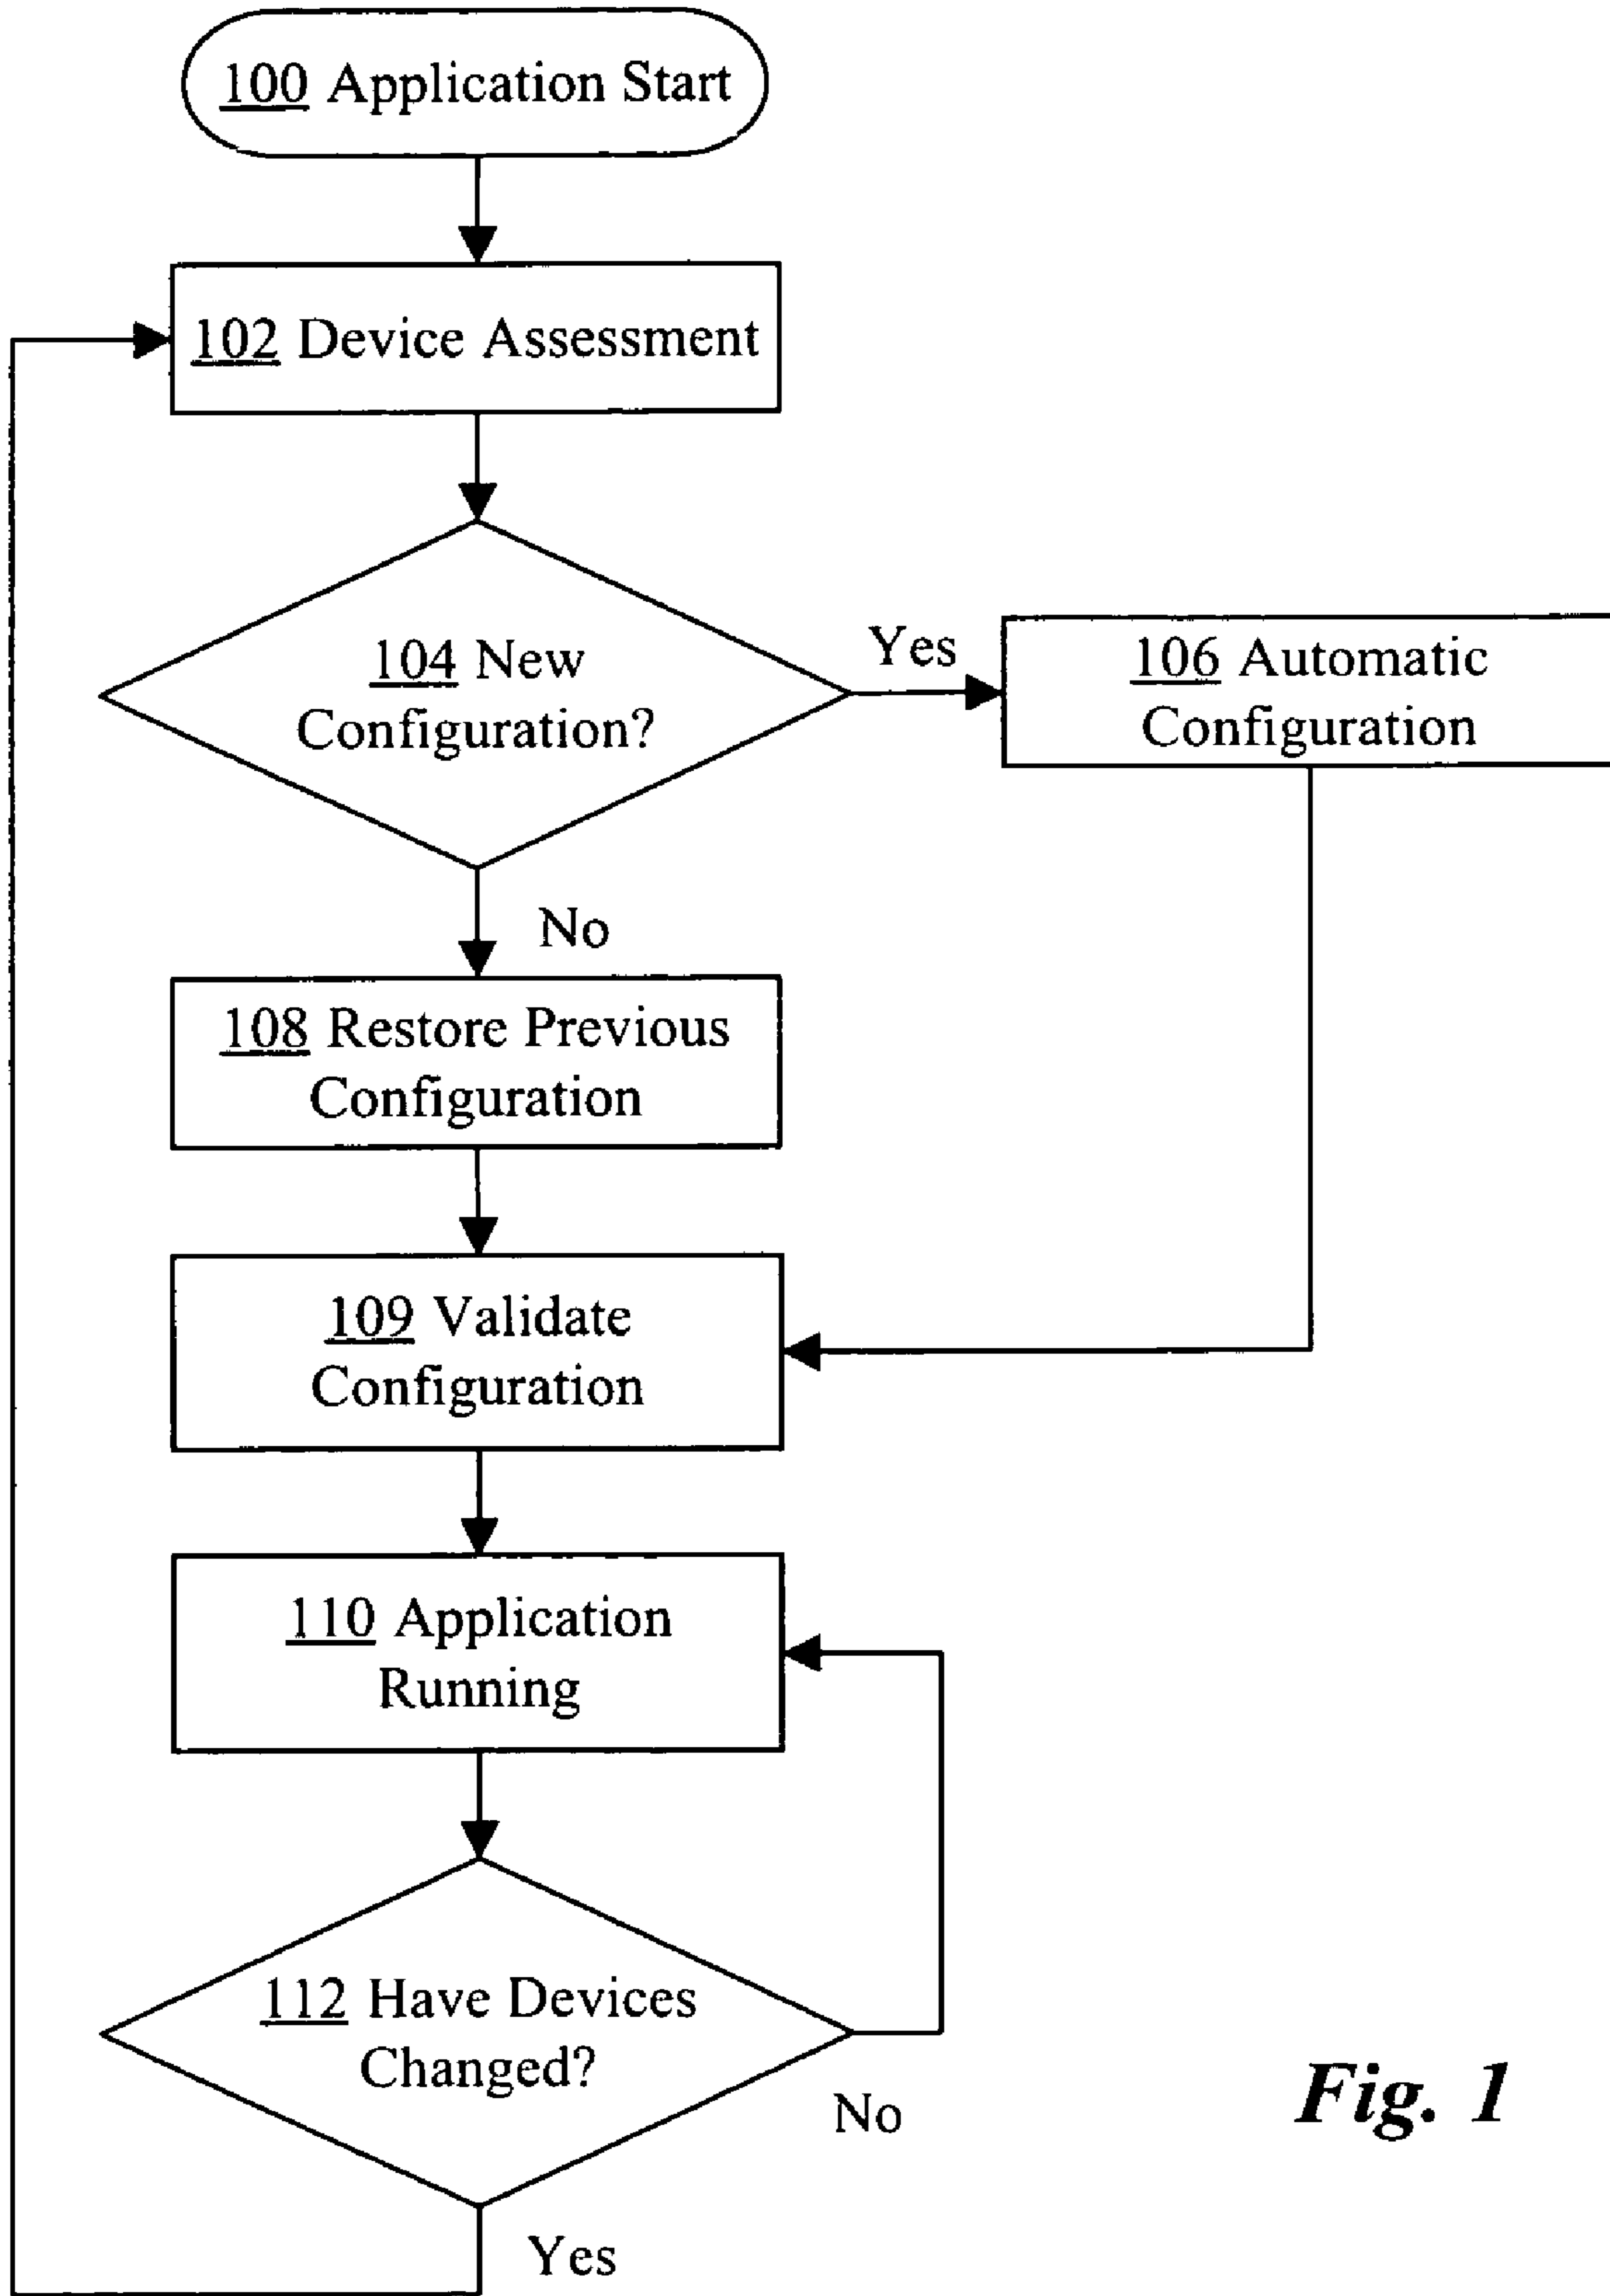 100 Application Start
102 Device Assessment
104 New
Configuration?
Yes
106 Automatic
Configuration
No
108 Restore Previous
Configuration
109 Validate
Configuration
110 Application
Running
112 Have Devices
Changed?
No
Yes
Fig. 1